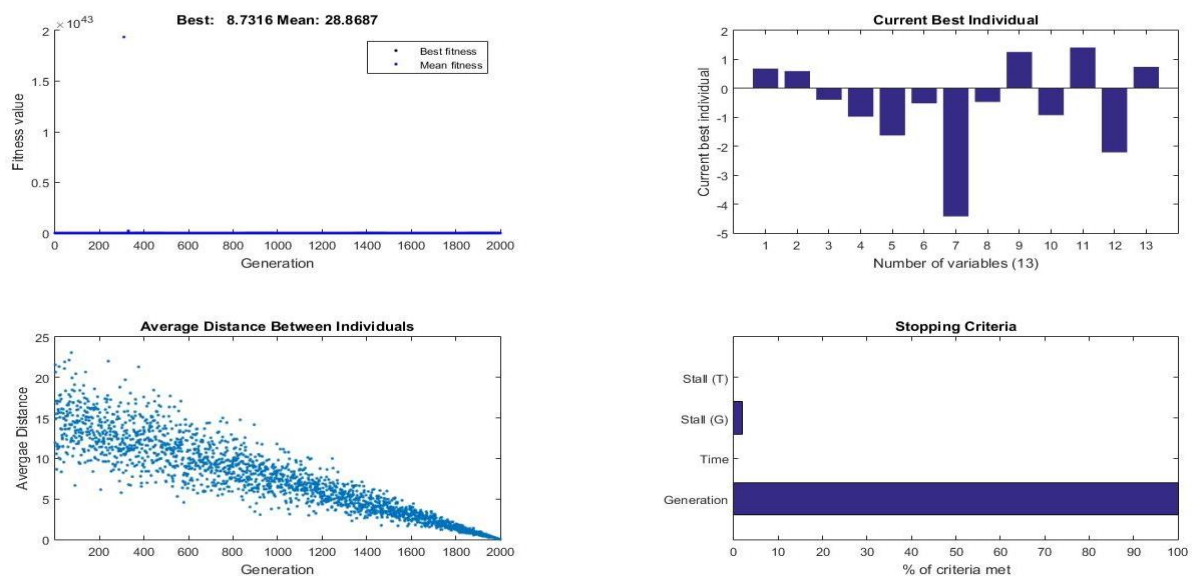 Best: 8.7316 Mean: 28.8687
× 10^43
2
1.5
1
0.5
0
Fitness value
Best fitness
Mean fitness
0 200 400 600 800 1000 1200 1400 1600 1800 2000
Generation
Current Best Individual
2
1
0
-1
-2
-3
-4
-5
Current best individual
1 2 3 4 5 6 7 8 9 10 11 12 13
Number of variables (13)
Average Distance Between Individuals
25
20
15
10
5
0
Avergae Distance
200 400 600 800 1000 1200 1400 1600 1800 2000
Generation
Stopping Criteria
Stall (T)
Stall (G)
Time
Generation
0 10 20 30 40 50 60 70 80 90 100
% of criteria met